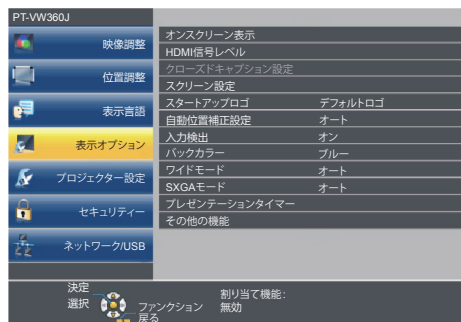 PT-VW360J
映像調整
位置調整
表示言語
表示オプション
プロジェクター設定
セキュリティー
ネットワーク/USB
オンスクリーン表示
HDMI信号レベル
クローズドキャプション設定
スクリーン設定
スタートアップロゴ デフォルトロゴ
自動位置補正設定 オート
入力検出 オン
バックカラー ブルー
ワイドモード オート
SXGAモード オート
プレゼンテーションタイマー
その他の機能
決定
選択
ファンクション
戻る
割り当て機能:
無効